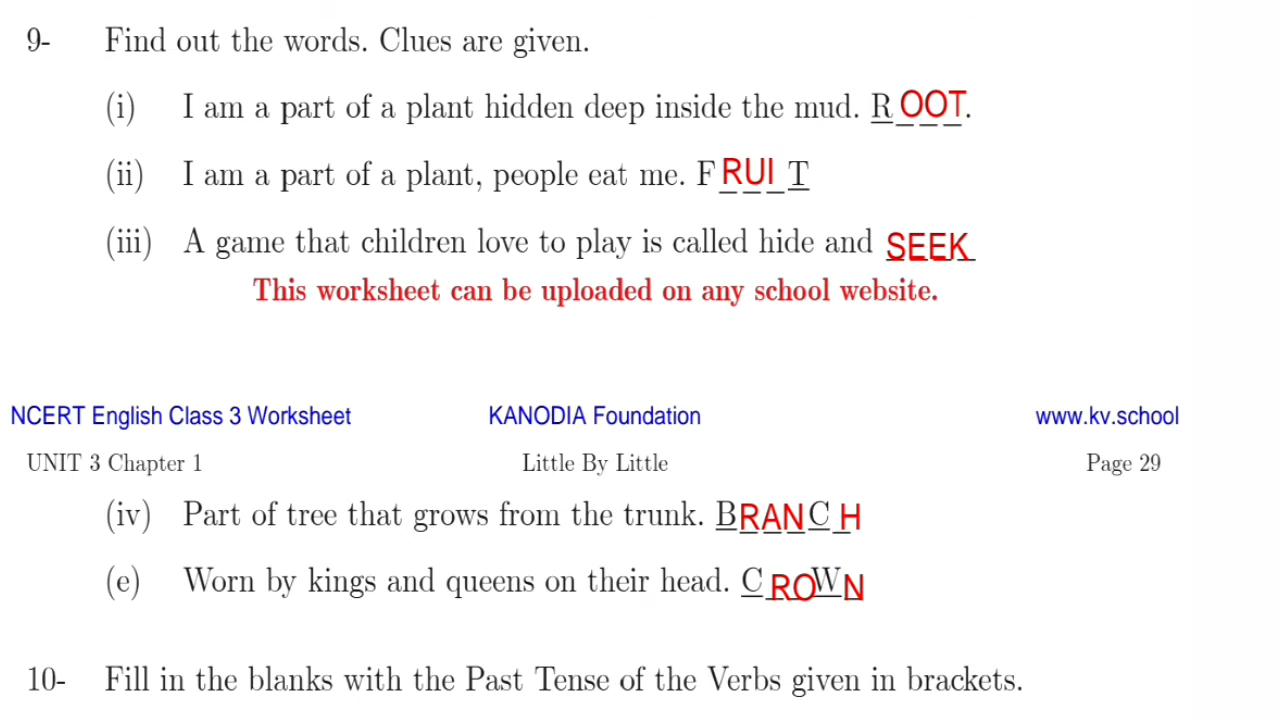 9- Find out the words. Clues are given.
(i) I am a part of a plant hidden deep inside the mud. ROOT.
(ii) I am a part of a plant, people eat me. FRUIT
(iii) A game that children love to play is called hide and SEEK
This worksheet can be uploaded on any school website.
NCERT English Class 3 Worksheet KANODIA Foundation www.kv.school
UNIT 3 Chapter 1 Little By Little Page 29
(iv) Part of tree that grows from the trunk. BRANCH
(e) Worn by kings and queens on their head. CROWN
10- Fill in the blanks with the Past Tense of the Verbs given in brackets.